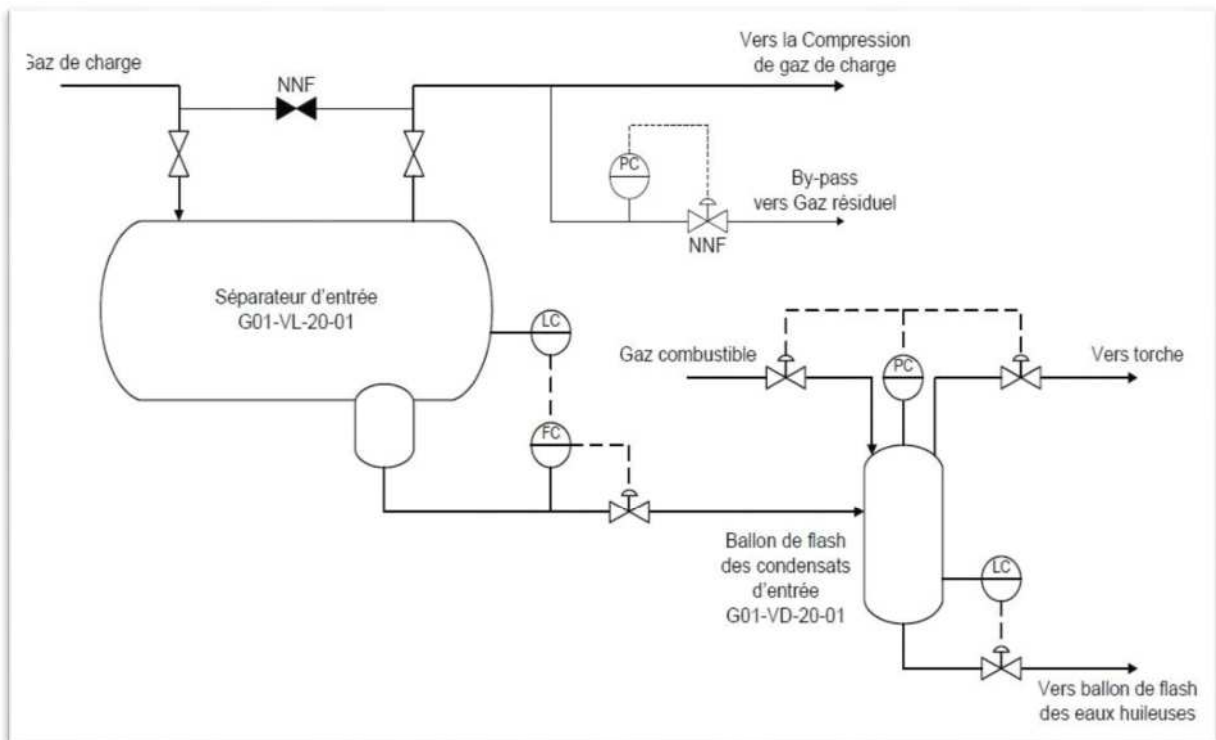 Gaz de charge
NNF
Vers la Compression
de gaz de charge
PC
By-pass
vers Gaz résiduel
NNF
Séparateur d'entrée
G01-VL-20-01
LC
FC
Gaz combustible
PC
Vers torche
Ballon de flash
des condensats
d'entrée
G01-VD-20-01
LC
Vers ballon de flash
des eaux huileuses